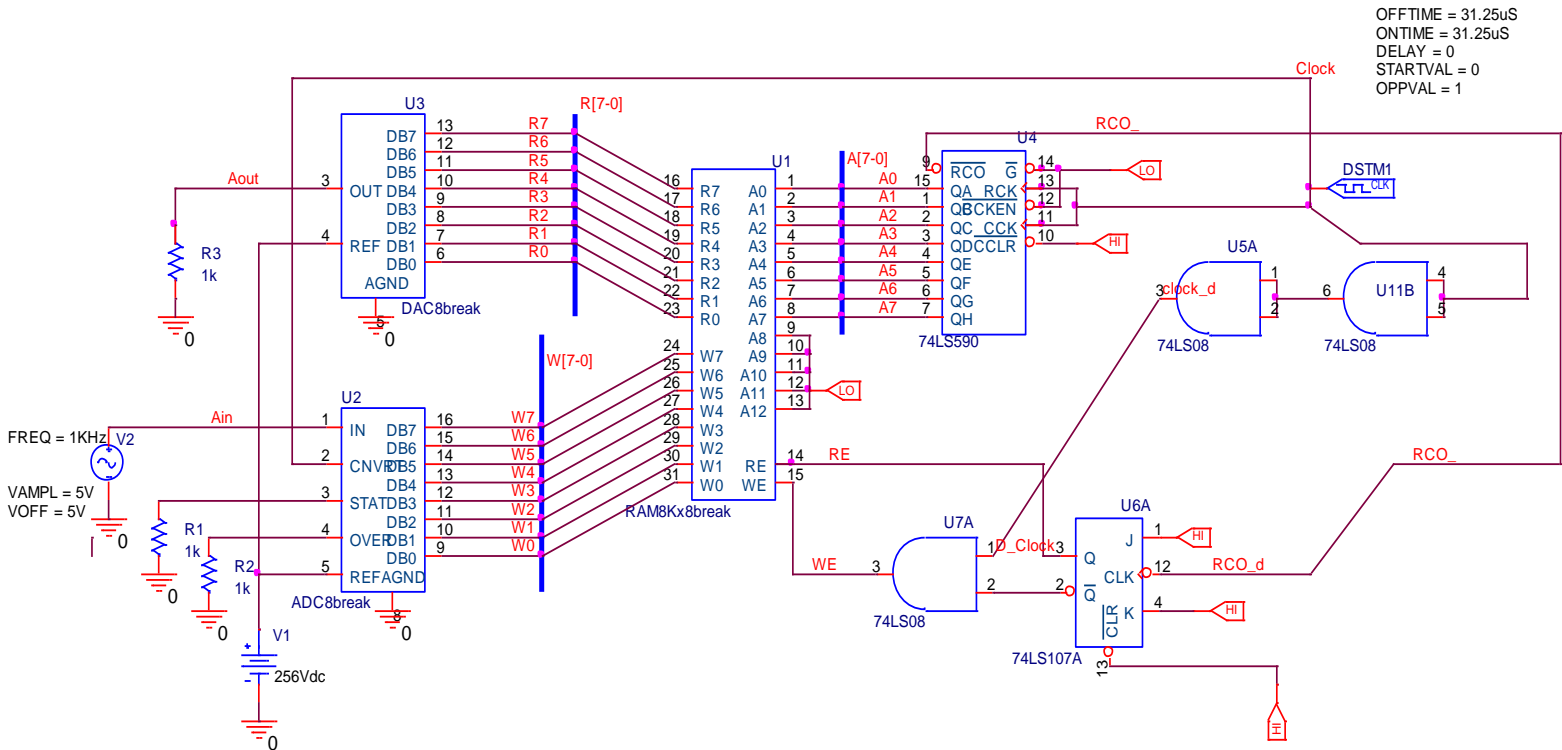 OFFTIME = 31.25uS
ONTIME = 31.25uS
DELAY = 0
STARTVAL = 0
OPPVAL = 1
Clock
DSTM1
CLK
U3
DB7
DB6
DB5
DB4
DB3
DB2
DB1
DB0
OUT
REF
AGND
13
12
11
10
9
8
7
6
3
4
5
0
DAC8break
Aout
R3
1k
0
R[7-0]
R7
R6
R5
R4
R3
R2
R1
R0
U1
16
17
18
19
20
21
22
23
R7
R6
R5
R4
R3
R2
R1
R0
24
25
26
27
28
29
30
31
W7
W6
W5
W4
W3
W2
W1
W0
A0
A1
A2
A3
A4
A5
A6
A7
A8
A9
A10
A11
A12
RE
WE
1
2
3
4
5
6
7
8
9
10
11
12
13
14
15
LO
RAM8Kx8break
A[7-0]
A0
A1
A2
A3
A4
A5
A6
A7
U4
RCO_
9
15
1
2
3
4
5
6
7
RCO
QA
QB
QC
QD
QE
QF
QG
QH
G
RCK
CCKEN
CCK
CCLR
14
13
12
11
10
LO
HI
74LS590
U5A
clock_d
3
1
2
74LS08
U11B
6
4
5
74LS08
W[7-0]
W7
W6
W5
W4
W3
W2
W1
W0
U2
Ain
1
2
3
4
5
IN
CNVRT
STAT
OVER
REF
AGND
DB7
DB6
DB5
DB4
DB3
DB2
DB1
DB0
16
15
14
13
12
11
10
9
8
0
ADC8break
FREQ = 1KHz
V2
VAMPL = 5V
VOFF = 5V
0
R1
1k
0
R2
1k
0
V1
256Vdc
0
RE
WE
U7A
3
1
2
D_Clock
74LS08
U6A
J
Q
CLK
Q
K
CLR
3
2
1
12
4
13
HI
HI
HI
RCO_d
RCO_
74LS107A